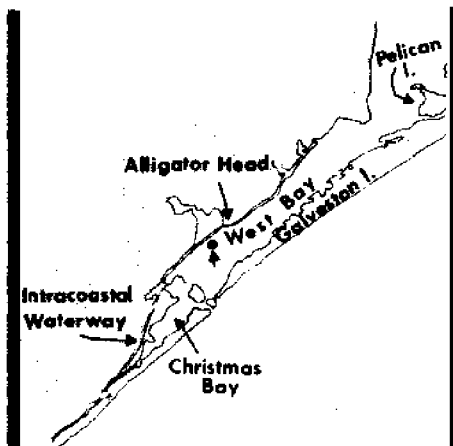 Pelican
I.
Alligator Head
West Bay
Galveston I.
Intracoastal
Waterway
Christmas
Bay